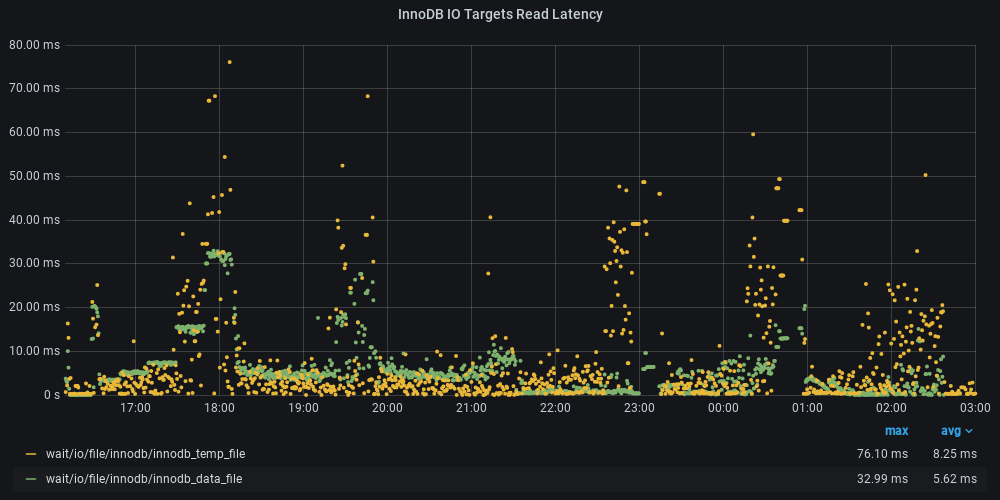 InnoDB IO Targets Read Latency
80.00 ms
70.00 ms
60.00 ms
50.00 ms
40.00 ms
30.00 ms
20.00 ms
10.00 ms
0 s
17:00 18:00 19:00 20:00 21:00 22:00 23:00 00:00 01:00 02:00 03:00
max avg
wait/io/file/innodb/innodb_temp_file 76.10 ms 8.25 ms
wait/io/file/innodb/innodb_data_file 32.99 ms 5.62 ms